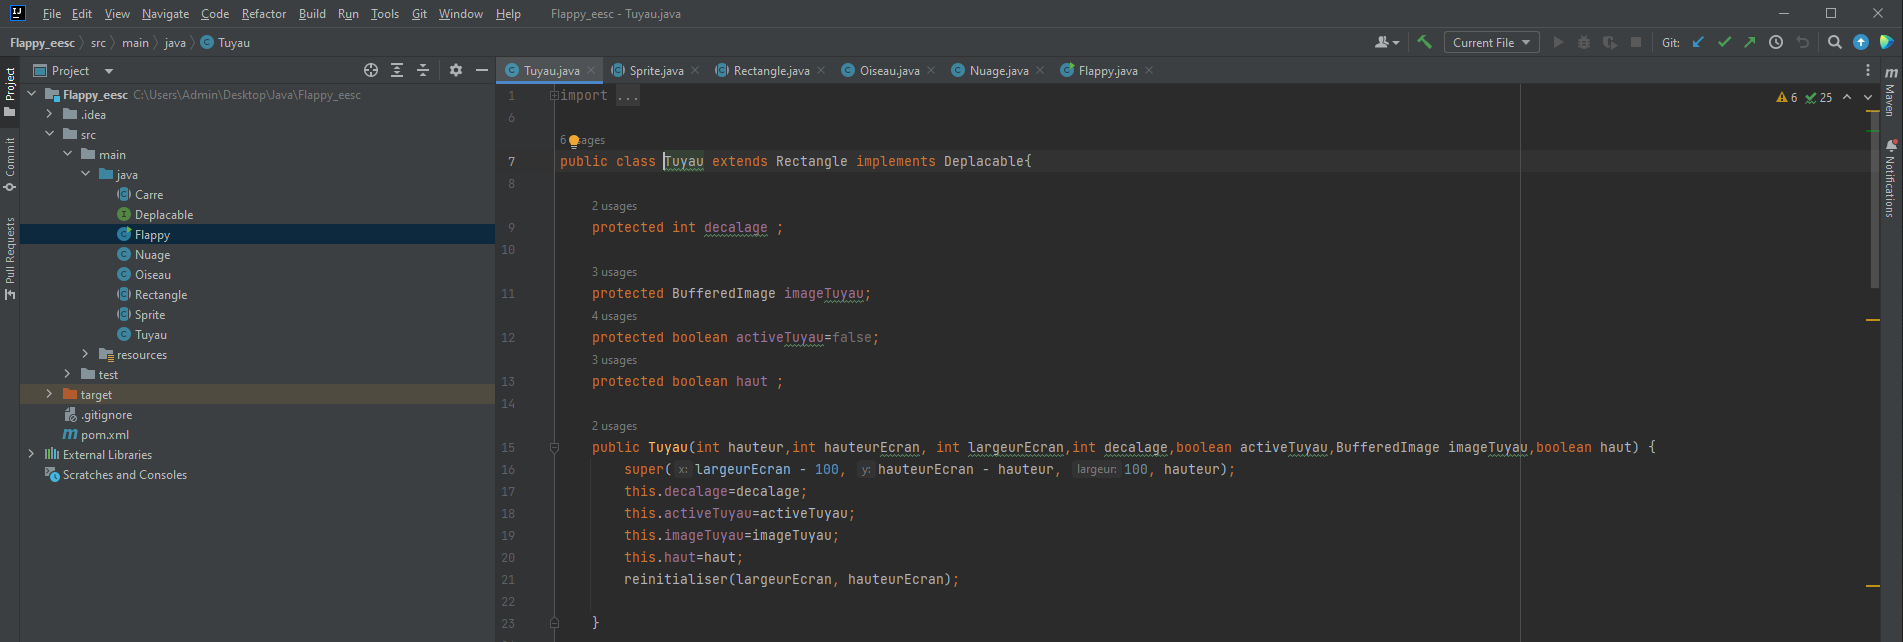 File Edit View Navigate Code Refactor Build Run Tools Git Window Help Flappy_eesc - Tuyau.java
Flappy_eesc src main java Tuyau Current File Git:
Project
Tuyau.java Sprite.java Rectangle.java Oiseau.java Nuage.java Flappy.java
Project
Commit
Pull Requests
Flappy_eesc C:\Users\Admin\Desktop\Java\Flappy_eesc
.idea
src
main
java
Carre
Deplacable
Flappy
Nuage
Oiseau
Rectangle
Sprite
Tuyau
resources
test
target
.gitignore
pom.xml
External Libraries
Scratches and Consoles
1 import ...
6 25
6
7 public class Tuyau extends Rectangle implements Deplacable{
8
2 usages
9 protected int decalage ;
10
3 usages
11 protected BufferedImage imageTuyau;
4 usages
12 protected boolean activeTuyau=false;
3 usages
13 protected boolean haut ;
14
2 usages
15 public Tuyau(int hauteur,int hauteurEcran, int largeurEcran,int decalage,boolean activeTuyau,BufferedImage imageTuyau,boolean haut) {
16 super( x: largeurEcran - 100, y: hauteurEcran - hauteur, largeur: 100, hauteur);
17 this.decalage=decalage;
18 this.activeTuyau=activeTuyau;
19 this.imageTuyau=imageTuyau;
20 this.haut=haut;
21 reinitialiser(largeurEcran, hauteurEcran);
22
23 }
Maven
Notifications